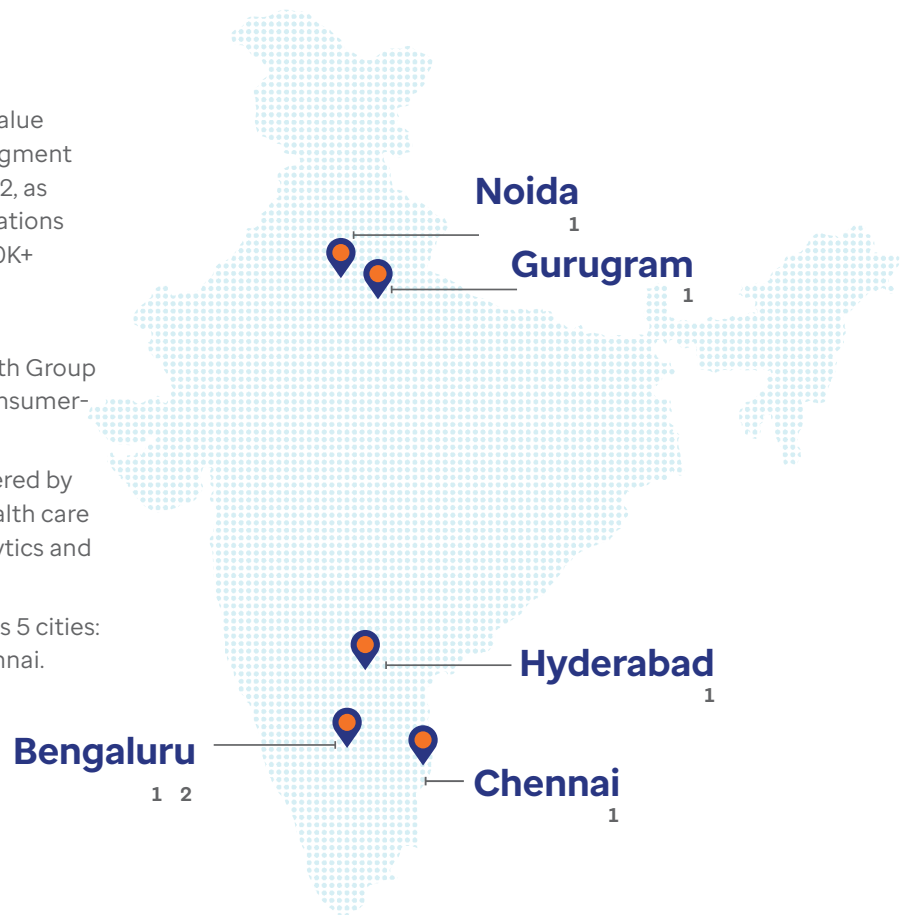 alue
gment
2, as
ations
0K+
th Group
nsumer-
ered by
alth care
ytics and
s 5 cities:
nnai.
Noida
1
Gurugram
1
Hyderabad
1
Bengaluru
1 2
Chennai
1